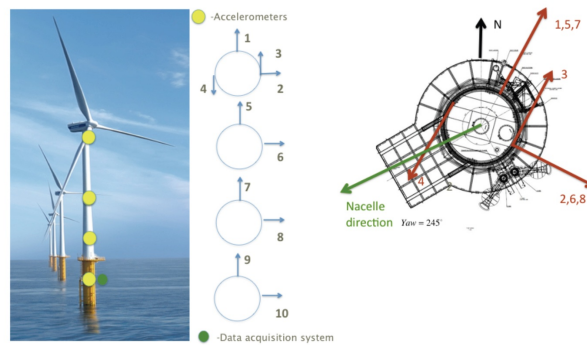 -Accelerometers
1
3
4
2
5
6
7
8
9
10
-Data acquisition system
N
1,5,7
3
4
2
2,6,8
Nacelle
direction
Yaw = 245°